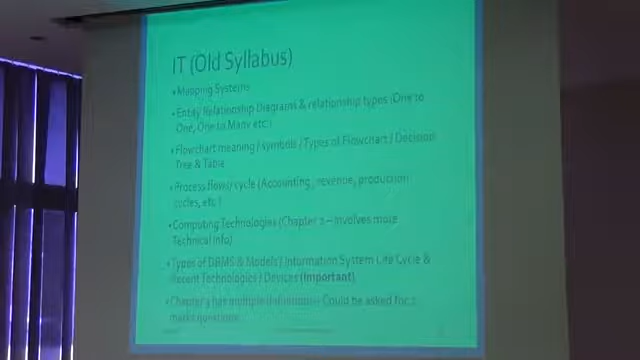 IT (Old Syllabus)
• Mapping Systems
• Entity Relationship Diagrams & relationship types (One to
One, One to Many etc)
• Flowchart meaning / symbols / Types of Flowchart / Decision
Tree & Table
• Process flows/ cycle (Accounting, revenue, production
cycles, etc)
• Computing Technologies (Chapter 2 – Involves more
Technical info)
• Types of DBMS & Models / Information System Life Cycle &
Recent Technologies / Devices (Important)
• Chapter has multiple – Could be asked for
marks questions